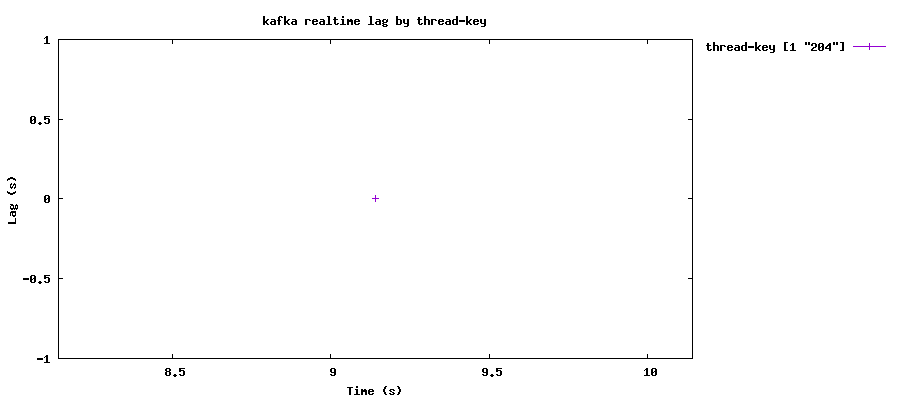 kafka realtime lag by thread-key
thread-key [1 "204"]
1
0.5
0
-0.5
-1
Lag (s)
8.5 9 9.5 10
Time (s)